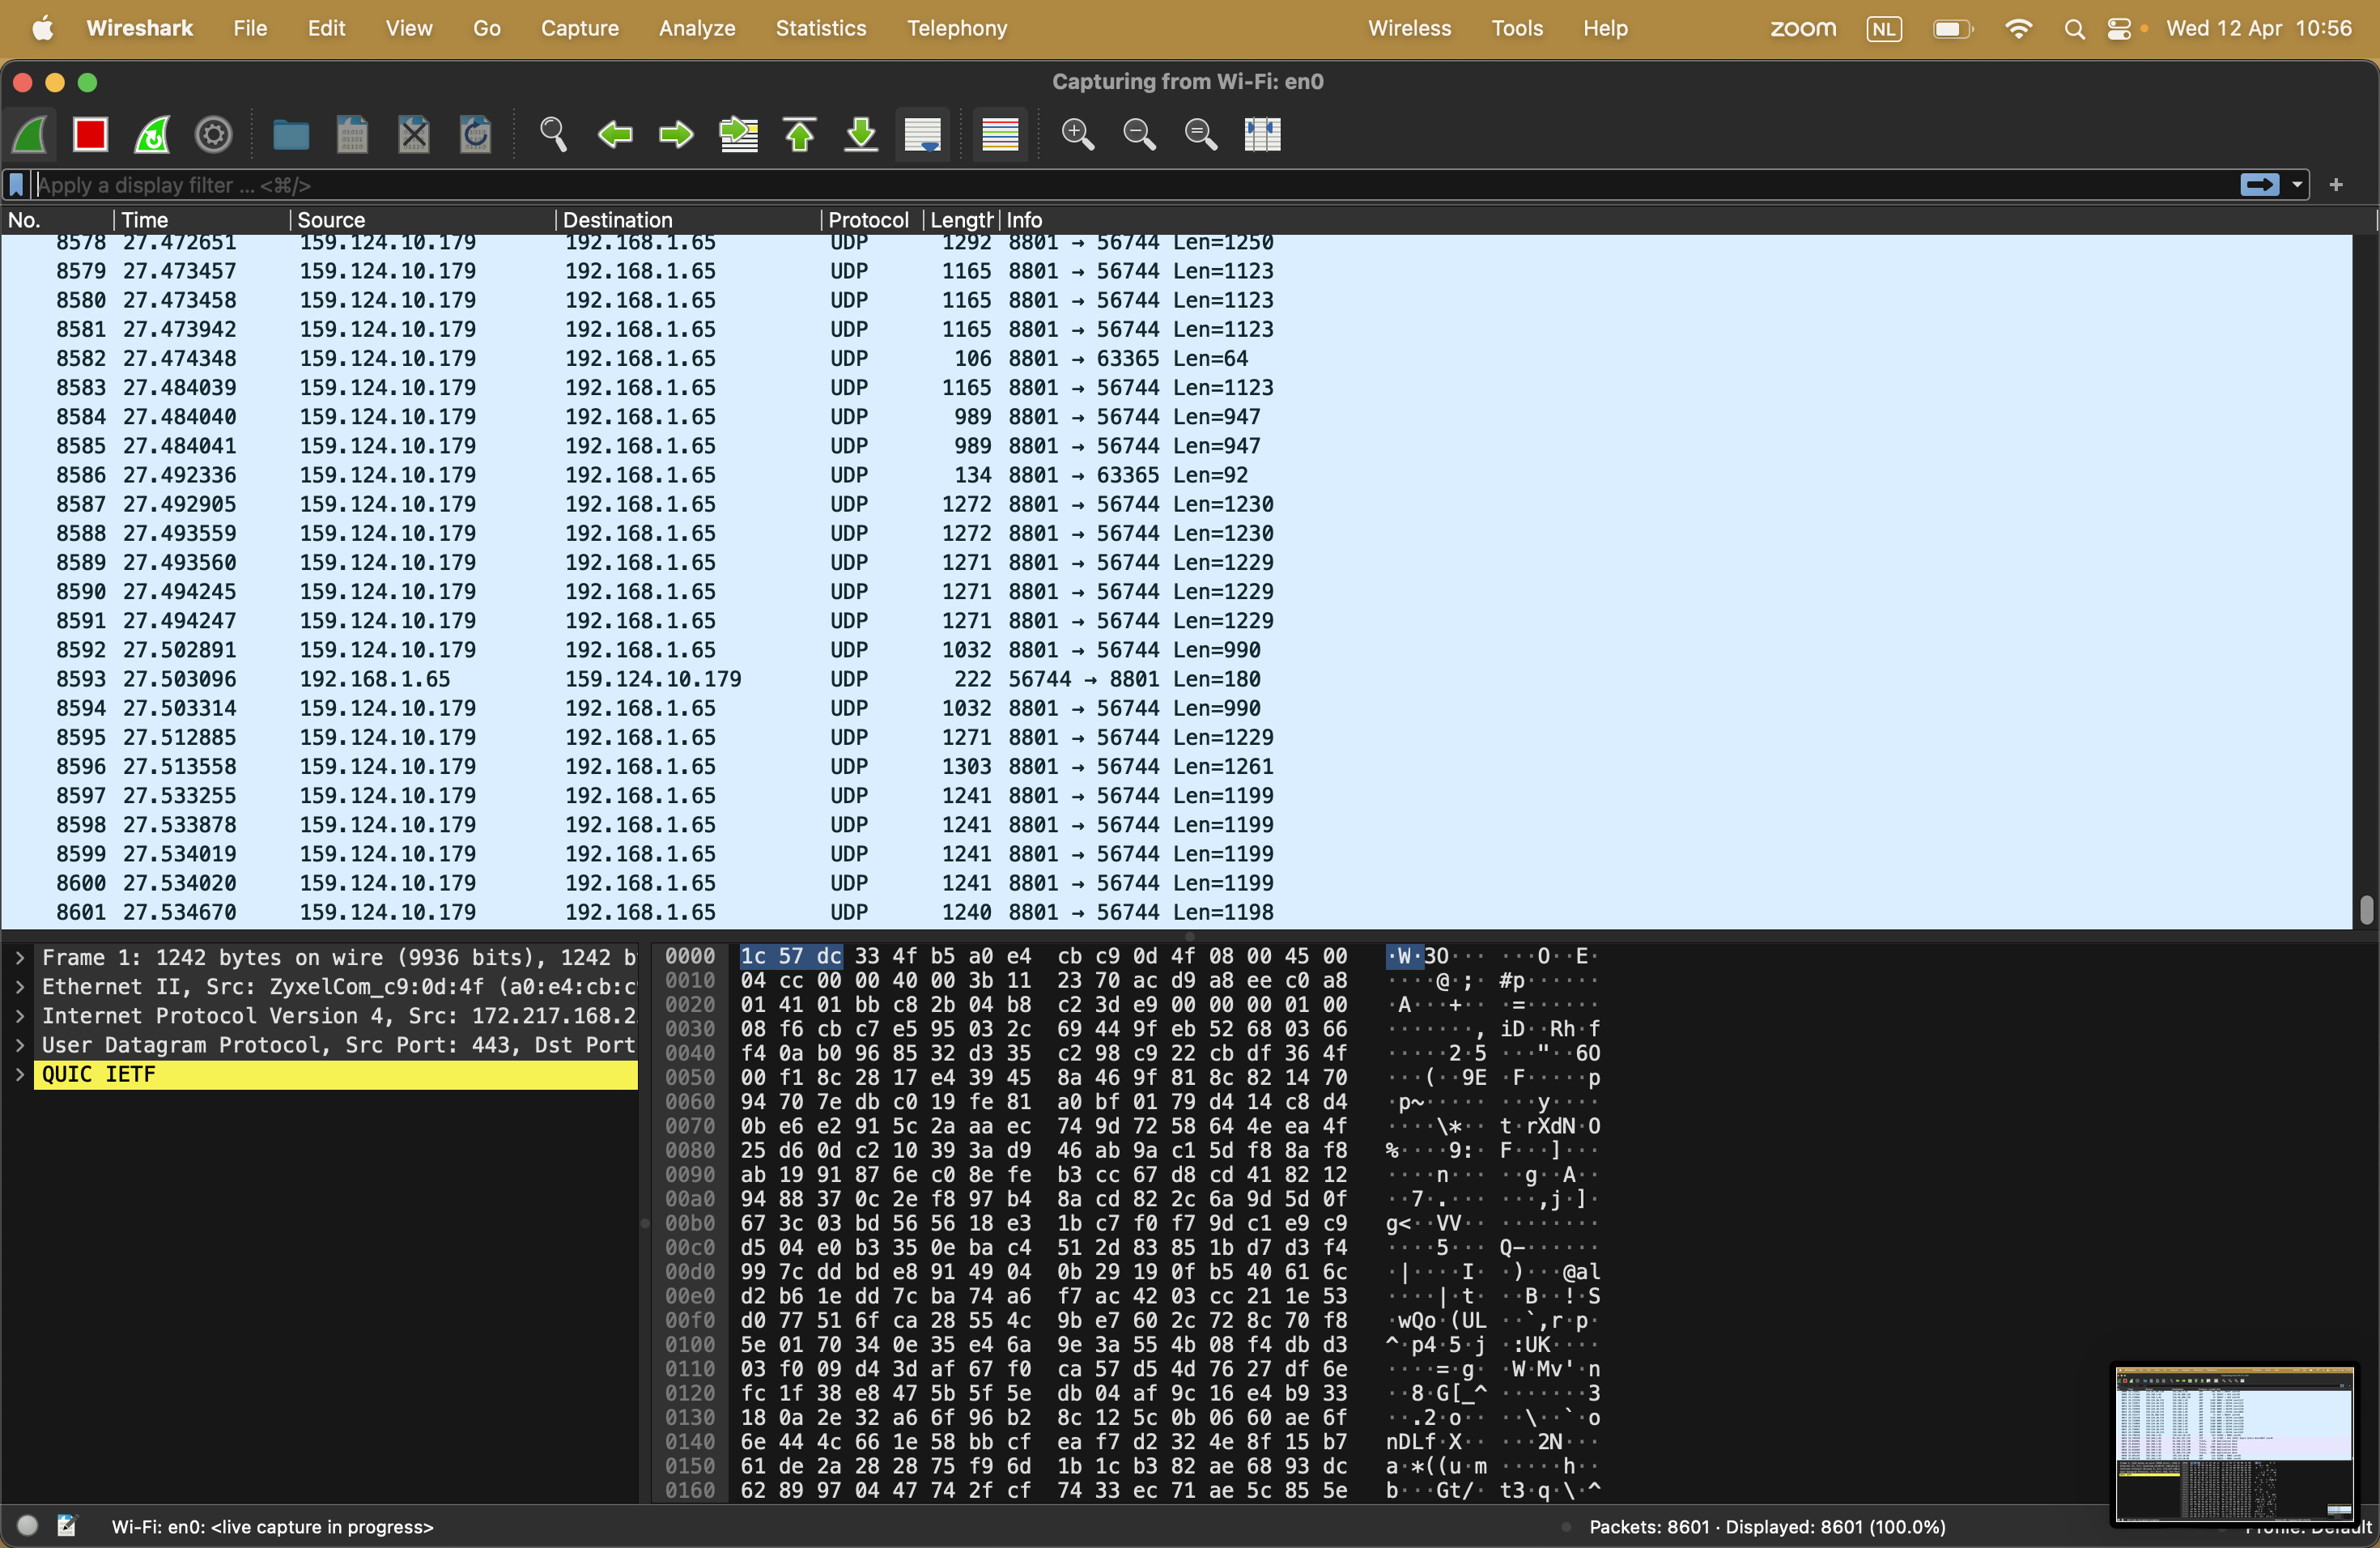 Wireshark File Edit View Go Capture Analyze Statistics Telephony Wireless Tools Help zoom NL Wed 12 Apr 10:56
Capturing from Wi-Fi: en0
Apply a display filter ... <⌘/>
No. Time Source Destination Protocol Length Info
8578 27.472651 159.124.10.179 192.168.1.65 UDP 1292 8801 → 56744 Len=1250
8579 27.473457 159.124.10.179 192.168.1.65 UDP 1165 8801 → 56744 Len=1123
8580 27.473458 159.124.10.179 192.168.1.65 UDP 1165 8801 → 56744 Len=1123
8581 27.473942 159.124.10.179 192.168.1.65 UDP 1165 8801 → 56744 Len=1123
8582 27.474348 159.124.10.179 192.168.1.65 UDP 106 8801 → 63365 Len=64
8583 27.484039 159.124.10.179 192.168.1.65 UDP 1165 8801 → 56744 Len=1123
8584 27.484040 159.124.10.179 192.168.1.65 UDP 989 8801 → 56744 Len=947
8585 27.484041 159.124.10.179 192.168.1.65 UDP 989 8801 → 56744 Len=947
8586 27.492336 159.124.10.179 192.168.1.65 UDP 134 8801 → 63365 Len=92
8587 27.492905 159.124.10.179 192.168.1.65 UDP 1272 8801 → 56744 Len=1230
8588 27.493559 159.124.10.179 192.168.1.65 UDP 1272 8801 → 56744 Len=1230
8589 27.493560 159.124.10.179 192.168.1.65 UDP 1271 8801 → 56744 Len=1229
8590 27.494245 159.124.10.179 192.168.1.65 UDP 1271 8801 → 56744 Len=1229
8591 27.494247 159.124.10.179 192.168.1.65 UDP 1271 8801 → 56744 Len=1229
8592 27.502891 159.124.10.179 192.168.1.65 UDP 1032 8801 → 56744 Len=990
8593 27.503096 192.168.1.65 159.124.10.179 UDP 222 56744 → 8801 Len=180
8594 27.503314 159.124.10.179 192.168.1.65 UDP 1032 8801 → 56744 Len=990
8595 27.512885 159.124.10.179 192.168.1.65 UDP 1271 8801 → 56744 Len=1229
8596 27.513558 159.124.10.179 192.168.1.65 UDP 1303 8801 → 56744 Len=1261
8597 27.533255 159.124.10.179 192.168.1.65 UDP 1241 8801 → 56744 Len=1199
8598 27.533878 159.124.10.179 192.168.1.65 UDP 1241 8801 → 56744 Len=1199
8599 27.534019 159.124.10.179 192.168.1.65 UDP 1241 8801 → 56744 Len=1199
8600 27.534020 159.124.10.179 192.168.1.65 UDP 1241 8801 → 56744 Len=1199
8601 27.534670 159.124.10.179 192.168.1.65 UDP 1240 8801 → 56744 Len=1198
Frame 1: 1242 bytes on wire (9936 bits), 1242 b
Ethernet II, Src: ZyxelCom_c9:0d:4f (a0:e4:cb:c
Internet Protocol Version 4, Src: 172.217.168.2
User Datagram Protocol, Src Port: 443, Dst Port
QUIC IETF
0000 1c 57 dc 33 4f b5 a0 e4 cb c9 0d 4f 08 00 45 00 ·W·3O··· ···O··E·
0010 04 cc 00 00 40 00 3b 11 23 70 ac d9 a8 ee c0 a8 ····@·;· #p······
0020 01 41 01 bb c8 2b 04 b8 c2 3d e9 00 00 00 01 00 ·A···+·· ·=······
0030 08 f6 cb c7 e5 95 03 2c 69 44 9f eb 52 68 03 66 ·······, iD··Rh·f
0040 f4 0a b0 96 85 32 d3 35 c2 98 c9 22 cb df 36 4f ·····2·5 ···"··6O
0050 00 f1 8c 28 17 e4 39 45 8a 46 9f 81 8c 82 14 70 ···(··9E ·F·····p
0060 94 70 7e db c0 19 fe 81 a0 bf 01 79 d4 14 c8 d4 ·p~····· ···y····
0070 0b e6 e2 91 5c 2a aa ec 74 9d 72 58 64 4e ea 4f ····\*·· t·rXdN·O
0080 25 d6 0d c2 10 39 3a d9 46 ab 9a c1 5d f8 8a f8 %····9:· F···]···
0090 ab 19 91 87 6e c0 8e fe b3 cc 67 d8 cd 41 82 12 ····n··· ··g··A··
00a0 94 88 37 0c 2e f8 97 b4 8a cd 82 2c 6a 9d 5d 0f ··7·.··· ···,j·]·
00b0 67 3c 03 bd 56 56 18 e3 1b c7 f0 f7 9d c1 e9 c9 g<··VV·· ········
00c0 d5 04 e0 b3 35 0e ba c4 51 2d 83 85 1b d7 d3 f4 ····5··· Q-······
00d0 99 7c dd bd e8 91 49 04 0b 29 19 0f b5 40 61 6c ·|····I· ·)···@al
00e0 d2 b6 1e dd 7c ba 74 a6 f7 ac 42 03 cc 21 1e 53 ····|·t· ··B··!·S
00f0 d0 77 51 6f ca 28 55 4c 9b e7 60 2c 72 8c 70 f8 ·wQo·(UL ··`,r·p·
0100 5e 01 70 34 0e 35 e4 6a 9e 3a 55 4b 08 f4 db d3 ^·p4·5·j ·:UK····
0110 03 f0 09 d4 3d af 67 f0 ca 57 d5 4d 76 27 df 6e ····=·g· ·W·Mv'·n
0120 fc 1f 38 e8 47 5b 5f 5e db 04 af 9c 16 e4 b9 33 ··8·G[_^ ·······3
0130 18 0a 2e 32 a6 6f 96 b2 8c 12 5c 0b 06 60 ae 6f ··.2·o·· ··\··`·o
0140 6e 44 4c 66 1e 58 bb cf ea f7 d2 32 4e 8f 15 b7 nDLf·X·· ···2N···
0150 61 de 2a 28 28 75 f9 6d 1b 1c b3 82 ae 68 93 dc a·*((u·m ·····h··
0160 62 89 97 04 47 74 2f cf 74 33 ec 71 ae 5c 85 5e b···Gt/· t3·q·\·^
Wi-Fi: en0: <live capture in progress> Packets: 8601 · Displayed: 8601 (100.0%) Profile: Default